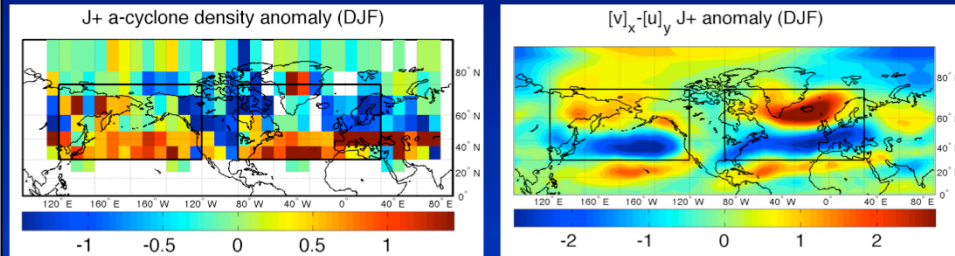 J+ a-cyclone density anomaly (DJF)
80° N
60° N
40° N
20° N
0°
120° E 160° E 160° W 120° W 80° W 40° W 0° 40° E 80° E
-1 -0.5 0 0.5 1
[v]x-[u]y J+ anomaly (DJF)
80° N
60° N
40° N
20° N
0°
120° E 160° E 160° W 120° W 80° W 40° W 0° 40° E 80° E
-2 -1 0 1 2